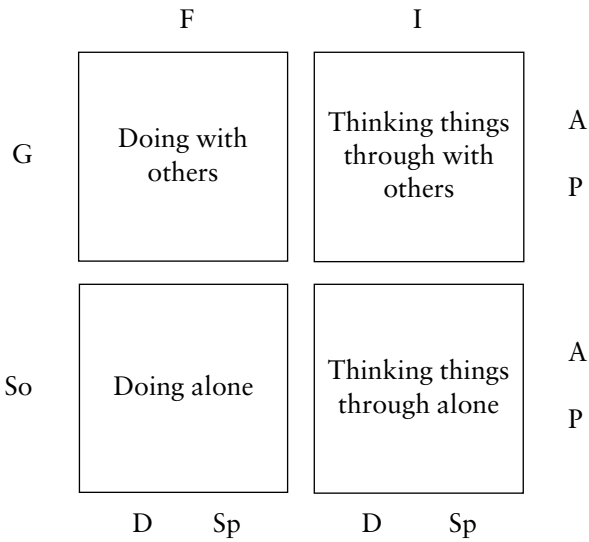 F I
G
Doing with
others
Thinking things
through with
others
A
P
So
Doing alone
Thinking things
through alone
A
P
D Sp D Sp